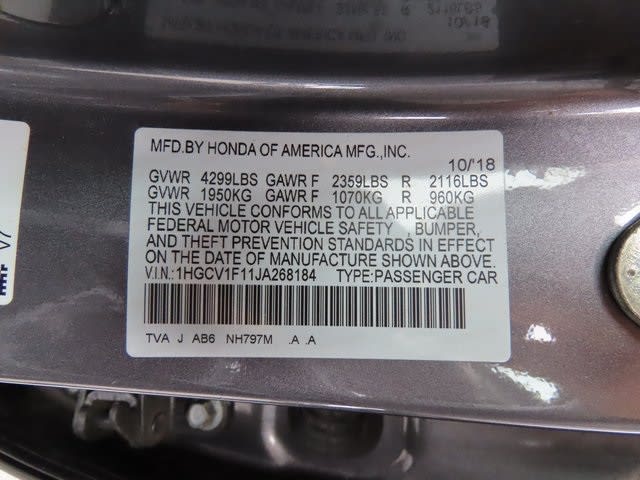 MFD.BY HONDA OF AMERICA MFG.,INC.
10/'18
GVWR 4299LBS GAWR F 2359LBS R 2116LBS
GVWR 1950KG GAWR F 1070KG R 960KG
THIS VEHICLE CONFORMS TO ALL APPLICABLE
FEDERAL MOTOR VEHICLE SAFETY , BUMPER,
AND THEFT PREVENTION STANDARDS IN EFFECT
ON THE DATE OF MANUFACTURE SHOWN ABOVE.
V.I.N.:1HGCV1F11JA268184 TYPE:PASSENGER CAR
TVA J AB6 NH797M .A .A
V7